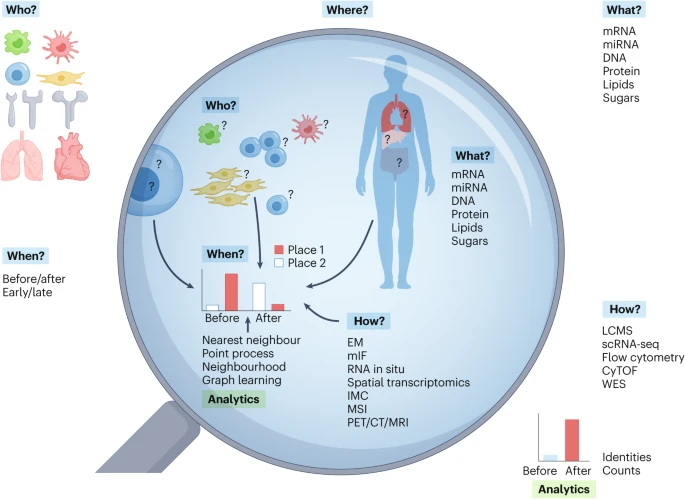 Who?
Where?
What?
mRNA
miRNA
DNA
Protein
Lipids
Sugars
Who?
?
?
?
?
?
?
?
?
?
?
What?
mRNA
miRNA
DNA
Protein
Lipids
Sugars
When?
Before/after
Early/late
When?
Place 1
Place 2
Before After
Nearest neighbour
Point process
Neighbourhood
Graph learning
Analytics
How?
EM
mIF
RNA in situ
Spatial transcriptomics
IMC
MSI
PET/CT/MRI
How?
LCMS
scRNA-seq
Flow cytometry
CyTOF
WES
Before After
Identities
Counts
Analytics